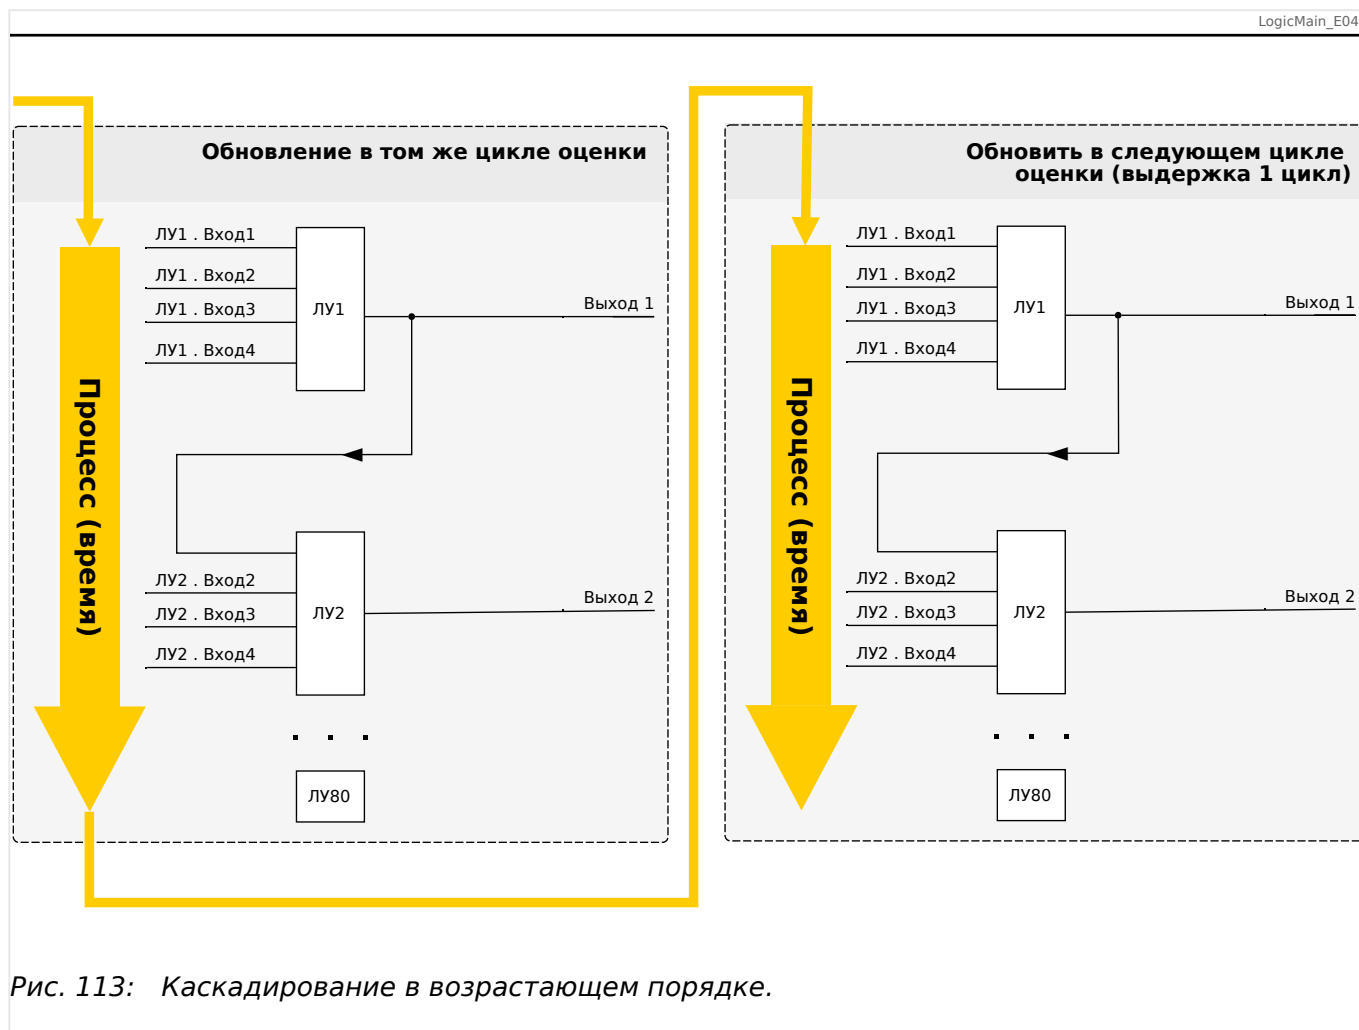 LogicMain_E04
Обновление в том же цикле оценки
ЛУ1 . Вход1
ЛУ1 . Вход2
ЛУ1 . Вход3
ЛУ1 . Вход4
ЛУ1
Выход 1
Процесс (время)
ЛУ2 . Вход2
ЛУ2 . Вход3
ЛУ2 . Вход4
ЛУ2
Выход 2
. . .
ЛУ80
Обновить в следующем цикле
оценки (выдержка 1 цикл)
ЛУ1 . Вход1
ЛУ1 . Вход2
ЛУ1 . Вход3
ЛУ1 . Вход4
ЛУ1
Выход 1
Процесс (время)
ЛУ2 . Вход2
ЛУ2 . Вход3
ЛУ2 . Вход4
ЛУ2
Выход 2
. . .
ЛУ80
Рис. 113: Каскадирование в возрастающем порядке.